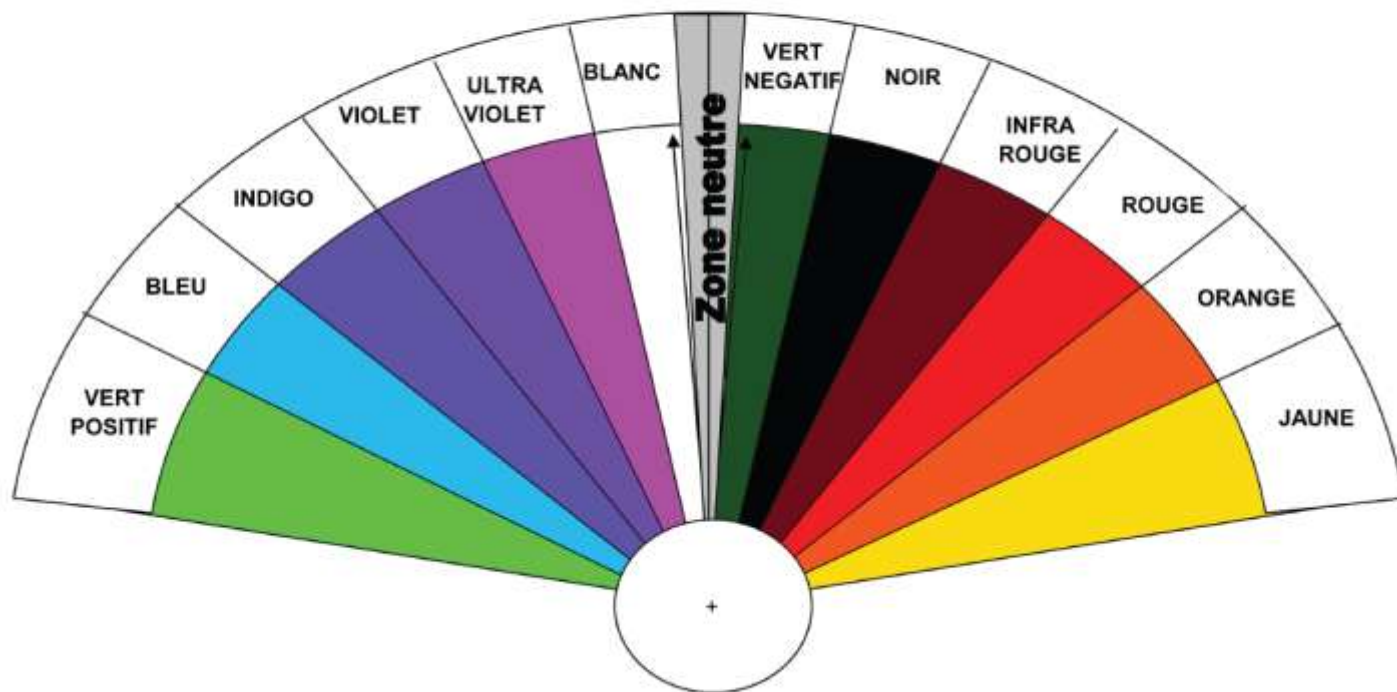 VERT
POSITIF
BLEU
INDIGO
VIOLET
ULTRA
VIOLET
BLANC
Zone neutre
VERT
NEGATIF
NOIR
INFRA
ROUGE
ROUGE
ORANGE
JAUNE